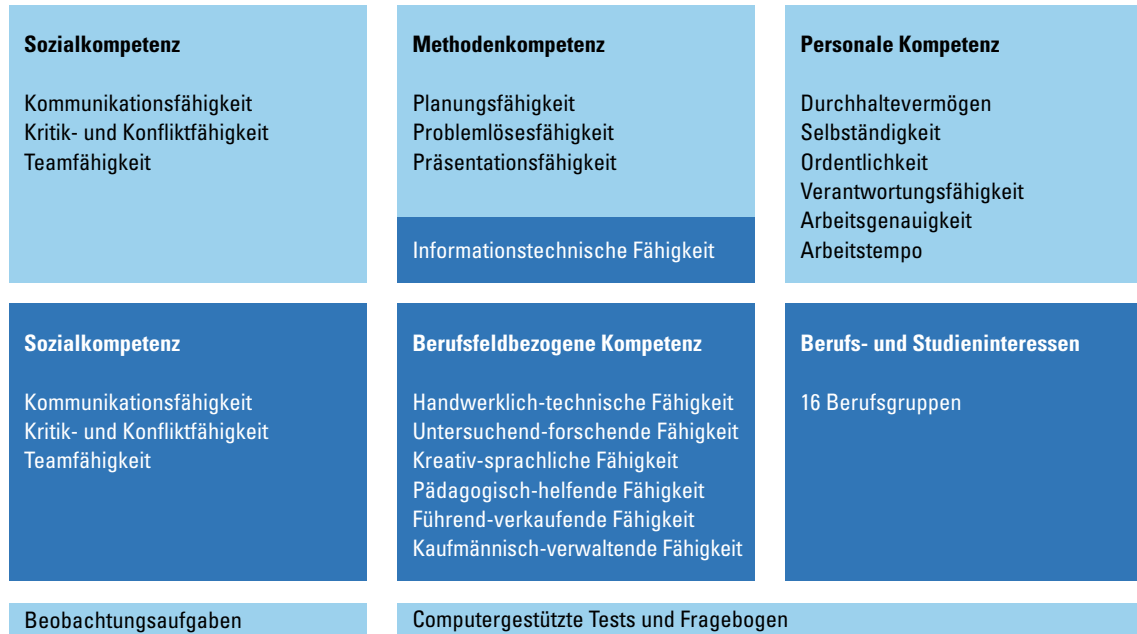 Sozialkompetenz
Kommunikationsfähigkeit
Kritik- und Konfliktfähigkeit
Teamfähigkeit
Methodenkompetenz
Planungsfähigkeit
Problemlösesfähigkeit
Präsentationsfähigkeit
Informationstechnische Fähigkeit
Personale Kompetenz
Durchhaltevermögen
Selbständigkeit
Ordentlichkeit
Verantwortungsfähigkeit
Arbeitsgenauigkeit
Arbeitstempo
Sozialkompetenz
Kommunikationsfähigkeit
Kritik- und Konfliktfähigkeit
Teamfähigkeit
Berufsfeldbezogene Kompetenz
Handwerklich-technische Fähigkeit
Untersuchend-forschende Fähigkeit
Kreativ-sprachliche Fähigkeit
Pädagogisch-helfende Fähigkeit
Führend-verkaufende Fähigkeit
Kaufmännisch-verwaltende Fähigkeit
Berufs- und Studieninteressen
16 Berufsgruppen
Beobachtungsaufgaben
Computergestützte Tests und Fragebogen